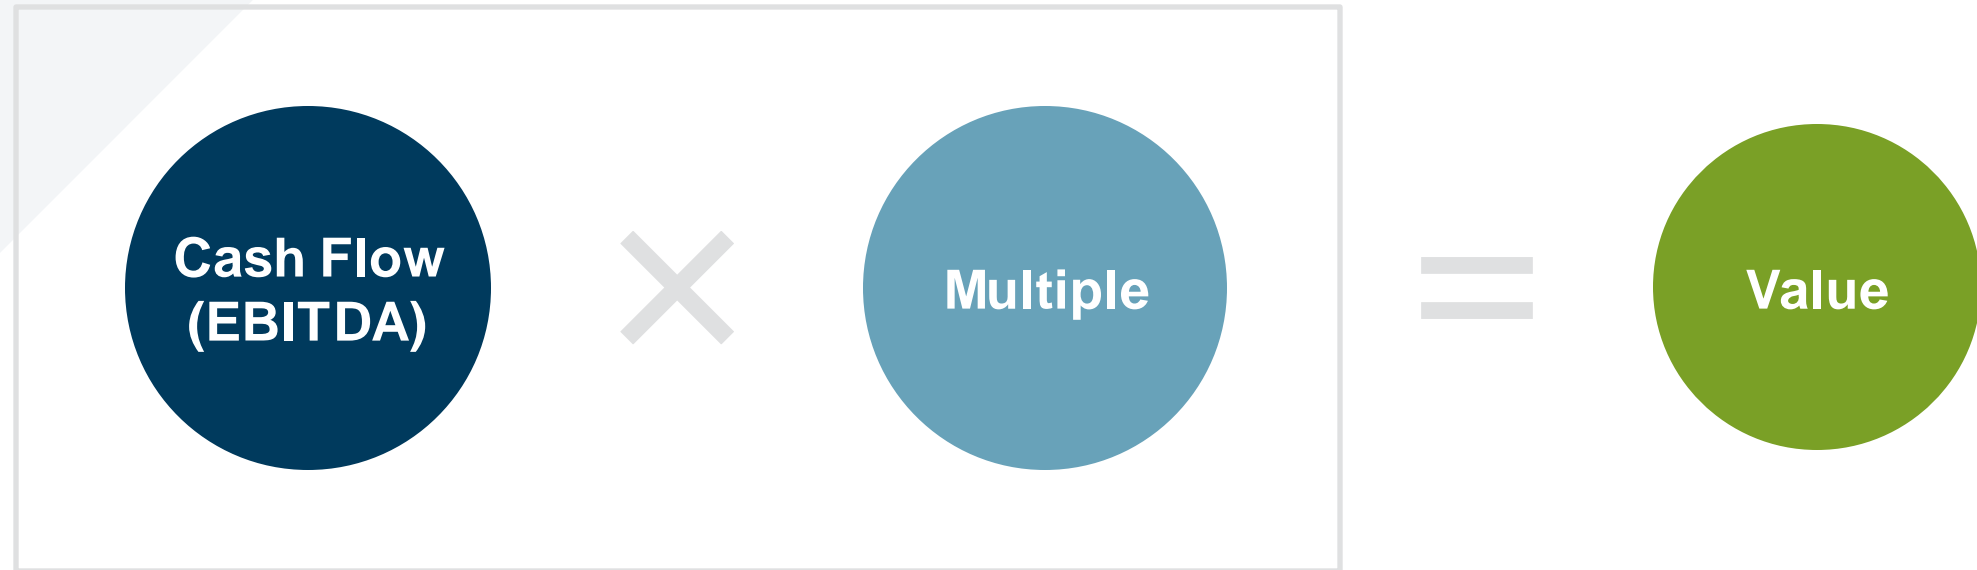 Cash Flow
(EBITDA)
×
Multiple
=
Value